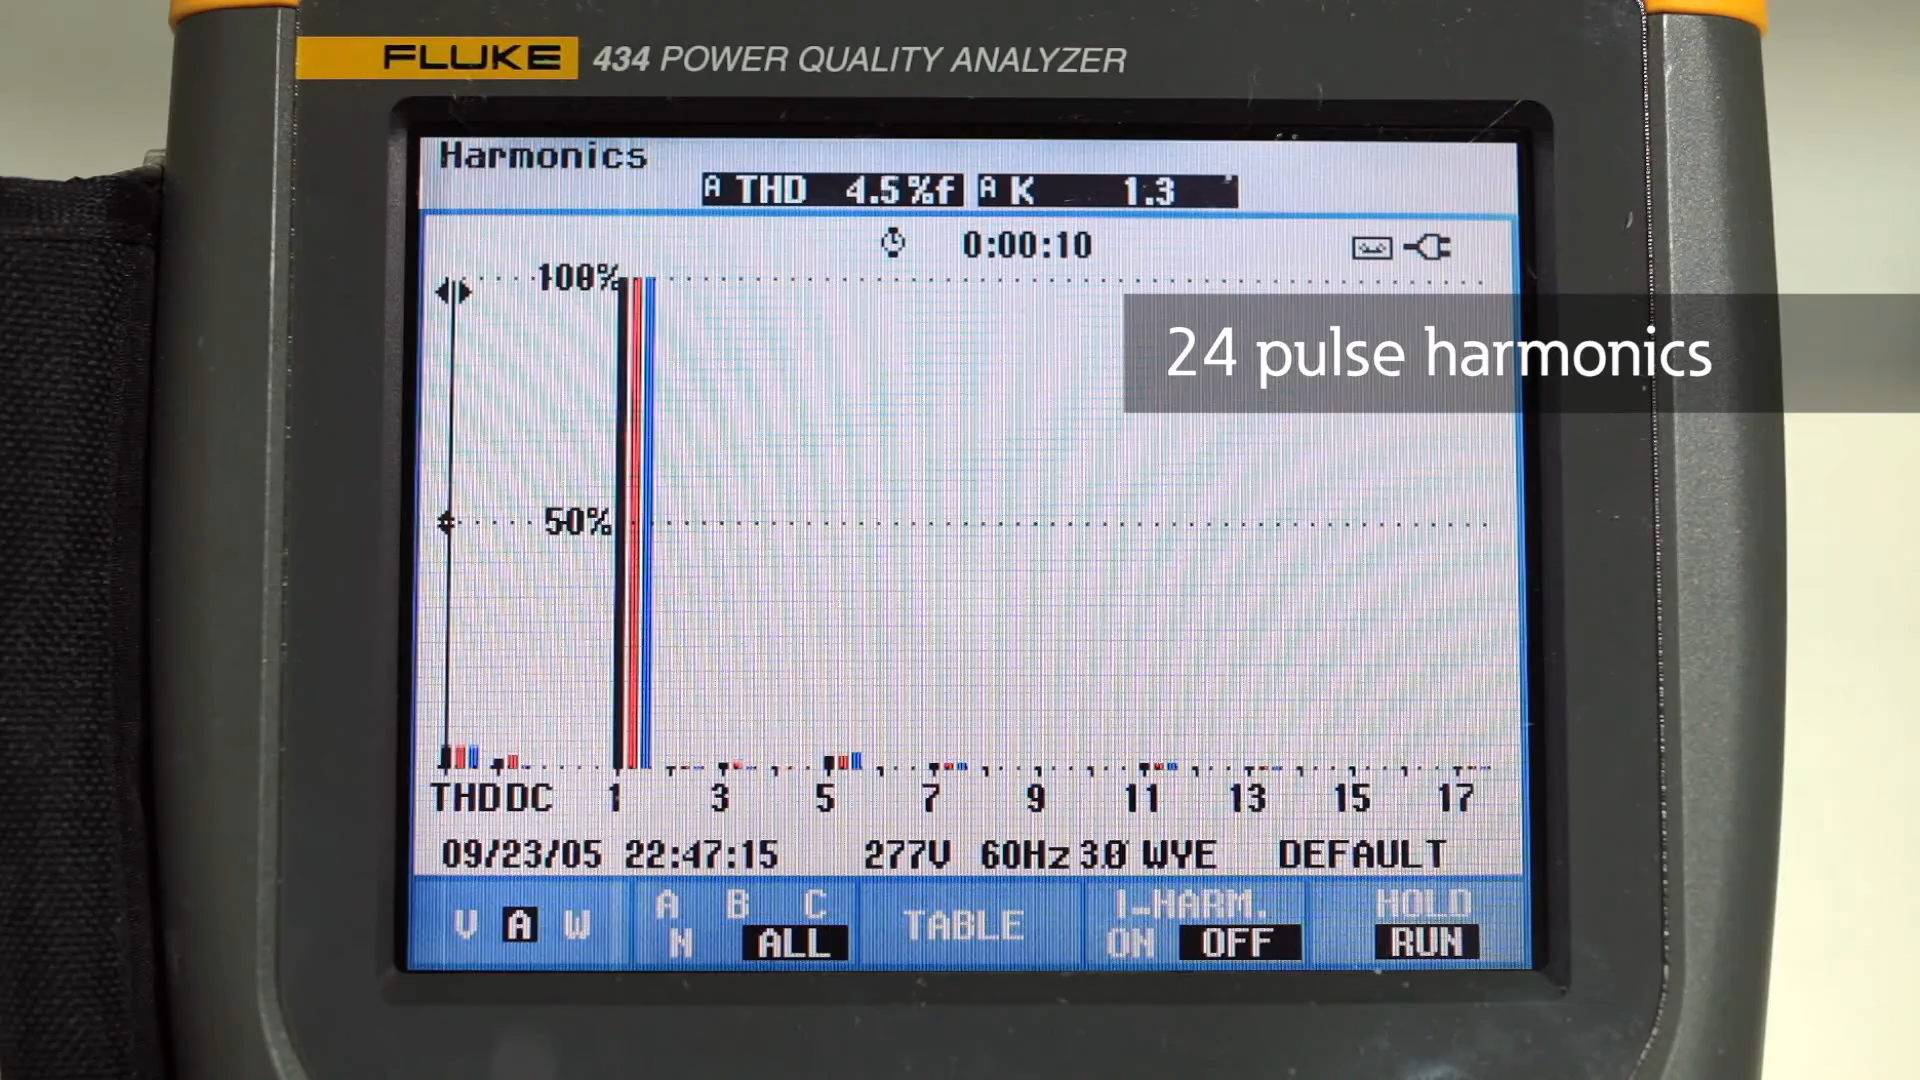 FLUKE 434 POWER QUALITY ANALYZER
Harmonics
A THD 4.5%f A K 1.3
0:00:10
100%
24 pulse harmonics
50%
THDDC 1 3 5 7 9 11 13 15 17
09/23/05 22:47:15 277V 60Hz 3Ø WYE DEFAULT
V A W A B C TABLE I-HARM. HOLD
N ALL ON OFF RUN